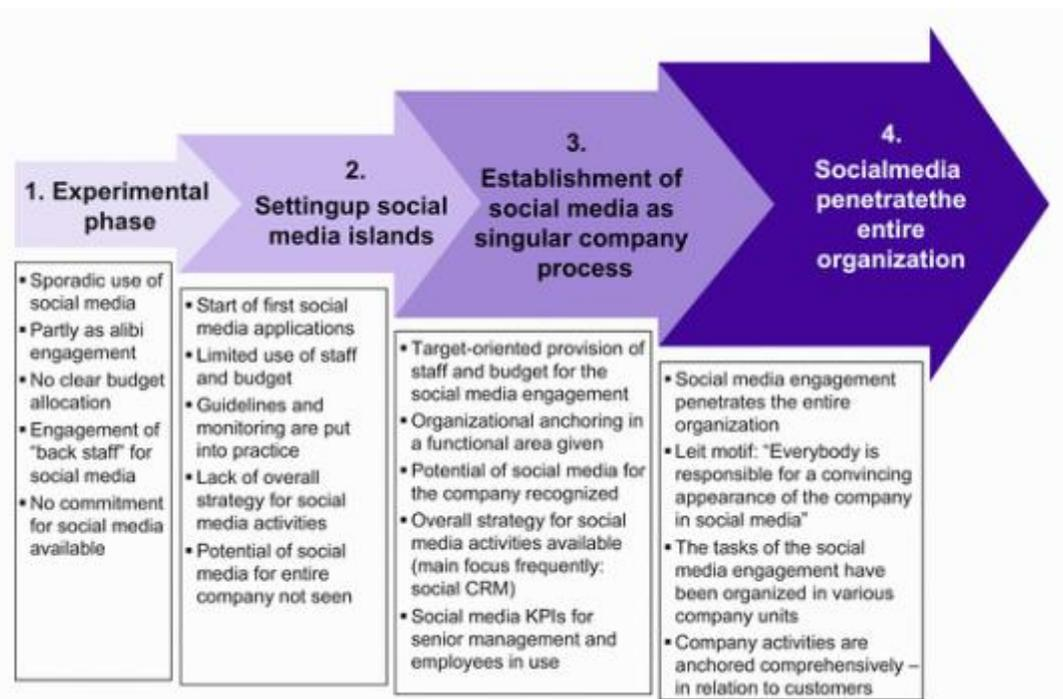 1. Experimental
phase
▪ Sporadic use of
social media
▪ Partly as alibi
engagement
▪ No clear budget
allocation
▪ Engagement of
"back staff" for
social media
▪ No commitment
for social media
available
2.
Settingup social
media islands
▪ Start of first social
media applications
▪ Limited use of staff
and budget
▪ Guidelines and
monitoring are put
into practice
▪ Lack of overall
strategy for social
media activities
▪ Potential of social
media for entire
company not seen
3.
Establishment of
social media as
singular company
process
▪ Target-oriented provision of
staff and budget for the
social media engagement
▪ Organizational anchoring in
a functional area given
▪ Potential of social media for
the company recognized
▪ Overall strategy for social
media activities available
(main focus frequently:
social CRM)
▪ Social media KPIs for
senior management and
employees in use
4.
Socialmedia
penetratethe
entire
organization
▪ Social media engagement
penetrates the entire
organization
▪ Leit motif: "Everybody is
responsible for a convincing
appearance of the company
in social media"
▪ The tasks of the social
media engagement have
been organized in various
company units
▪ Company activities are
anchored comprehensively –
in relation to customers